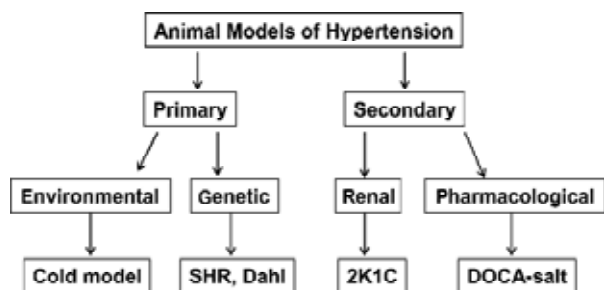 Animal Models of Hypertension
Primary
Secondary
Environmental
Genetic
Renal
Pharmacological
Cold model
SHR, Dahl
2K1C
DOCA-salt